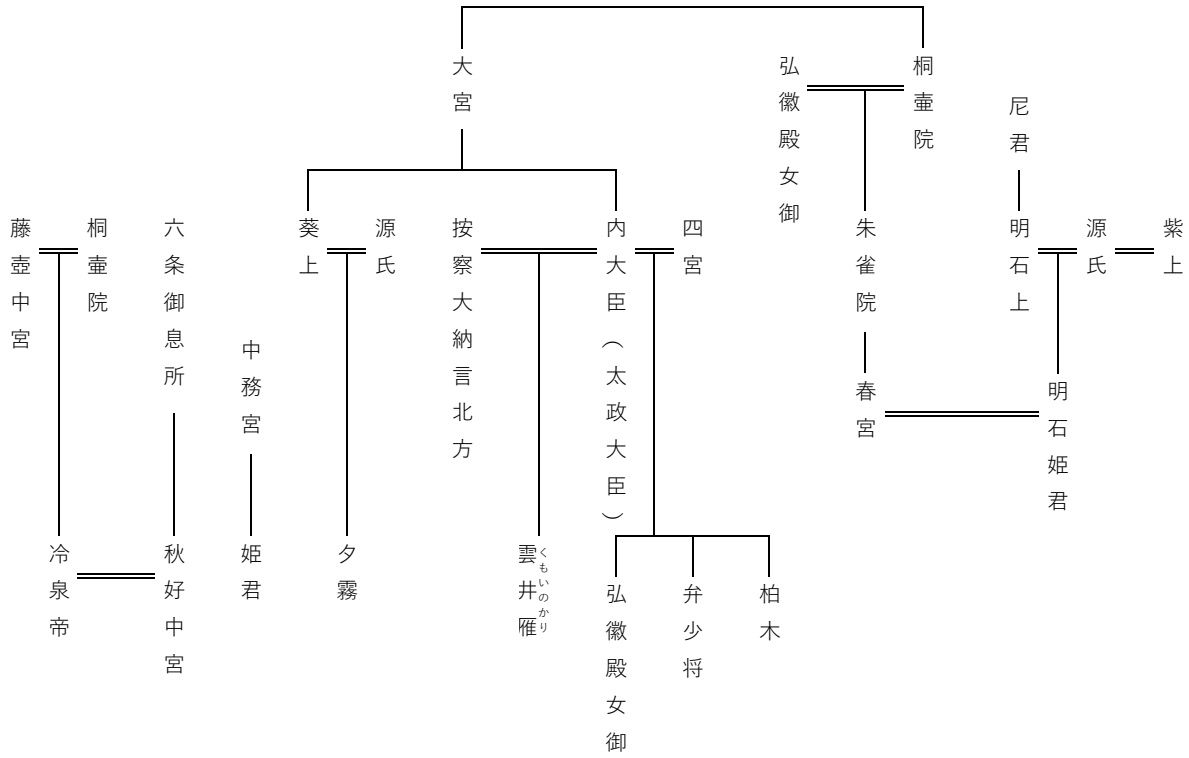 紫上
源氏
明石姫君
尼君
明石上
桐壷院
朱雀院
春宮
弘徽殿女御
柏木
四宮
弁少将
内大臣（太政大臣）
弘徽殿女御
雲井雁
くもいのかり
大宮
按察大納言北方
源氏
夕霧
葵上
中務宮
姫君
六条御息所
秋好中宮
桐壷院
冷泉帝
藤壺中宮